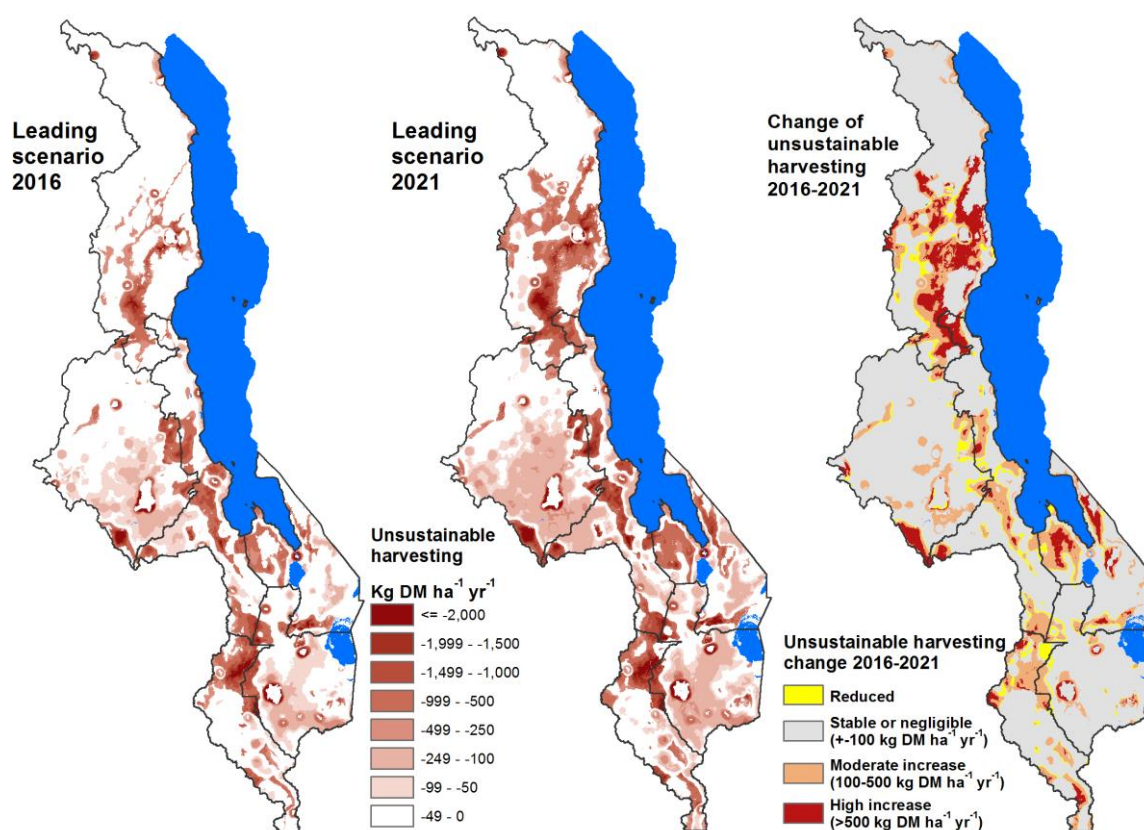 Leading
scenario
2016
Leading
scenario
2021
Change of
unsustainable
harvesting
2016-2021
Unsustainable
harvesting
Kg DM ha⁻¹ yr⁻¹
<= -2,000
-1,999 - -1,500
-1,499 - -1,000
-999 - -500
-499 - -250
-249 - -100
-99 - -50
-49 - 0
Unsustainable harvesting
change 2016-2021
Reduced
Stable or negligible
(+-100 kg DM ha⁻¹ yr⁻¹)
Moderate increase
(100-500 kg DM ha⁻¹ yr⁻¹)
High increase
(>500 kg DM ha⁻¹ yr⁻¹)